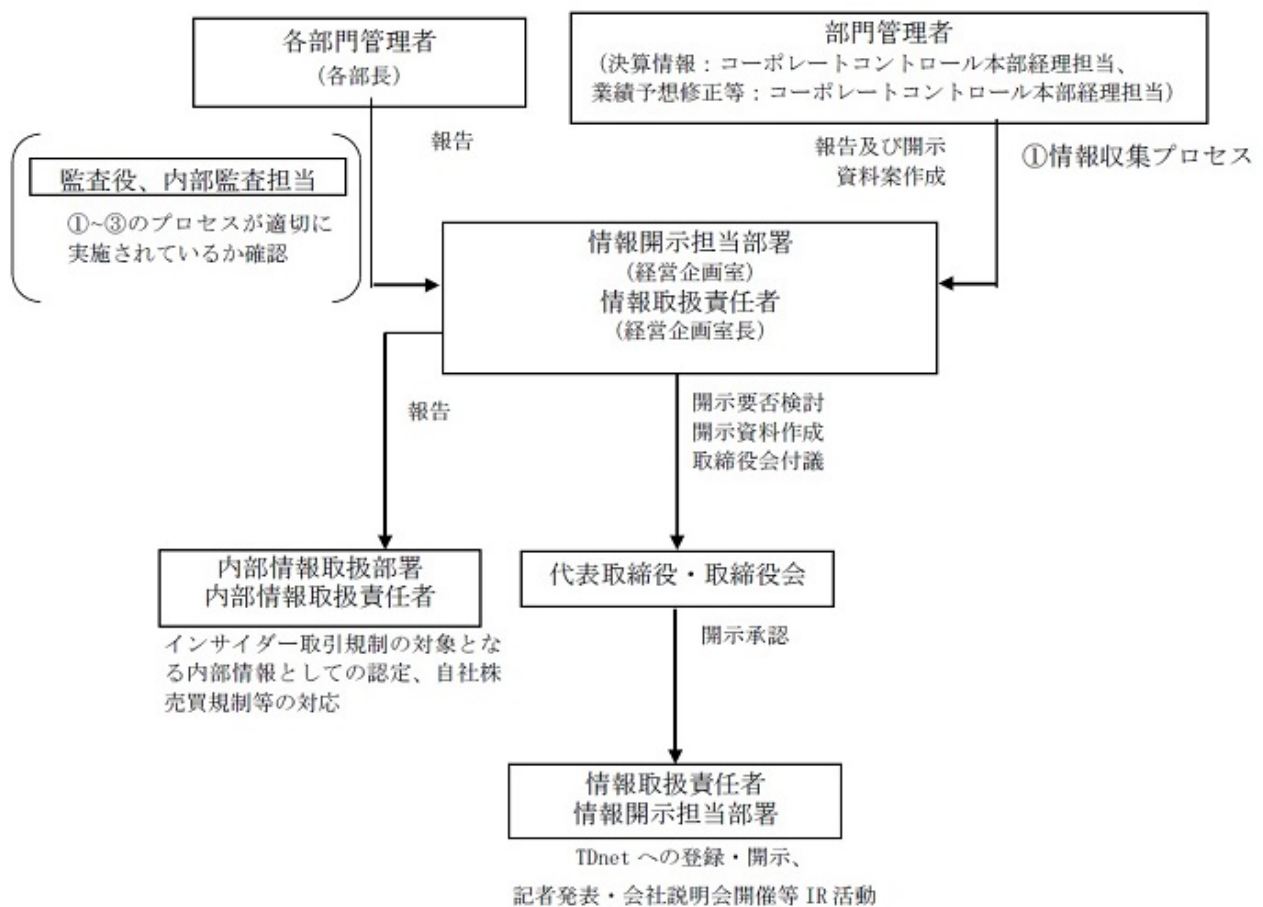 各部門管理者
(各部長)
部門管理者
(決算情報：コーポレートコントロール本部経理担当、
業績予想修正等：コーポレートコントロール本部経理担当)
報告
報告及び開示
資料案作成
①情報収集プロセス
監査役、内部監査担当
①~③のプロセスが適切に
実施されているか確認
情報開示担当部署
(経営企画室)
情報取扱責任者
(経営企画室長)
報告
開示要否検討
開示資料作成
取締役会付議
内部情報取扱部署
内部情報取扱責任者
インサイダー取引規制の対象とな
る内部情報としての認定、自社株
売買規制等の対応
代表取締役・取締役会
開示承認
情報取扱責任者
情報開示担当部署
TDnet への登録・開示、
記者発表・会社説明会開催等 IR 活動